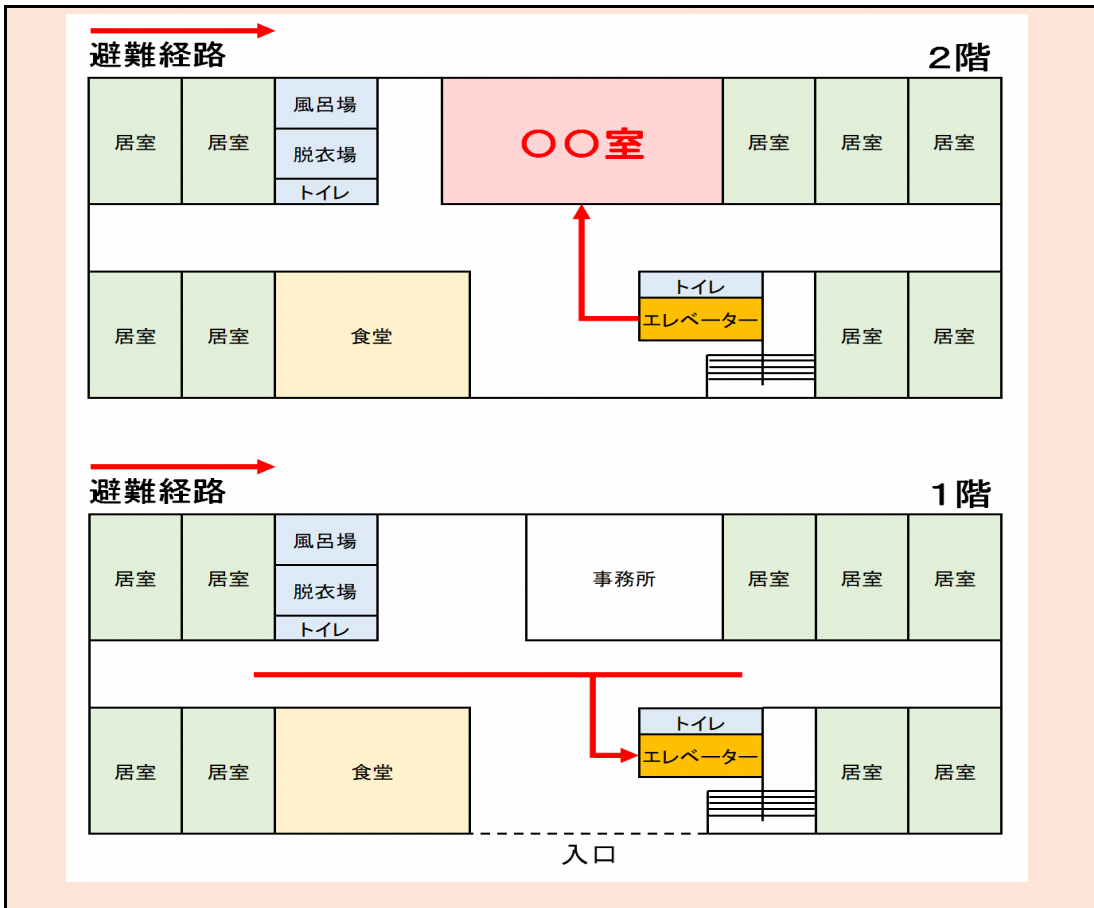 避難経路
2階
居室
居室
風呂場
脱衣場
トイレ
〇〇室
居室
居室
居室
居室
居室
食堂
トイレ
エレベーター
居室
居室
避難経路
1階
居室
居室
風呂場
脱衣場
トイレ
事務所
居室
居室
居室
居室
居室
食堂
トイレ
エレベーター
居室
居室
入口